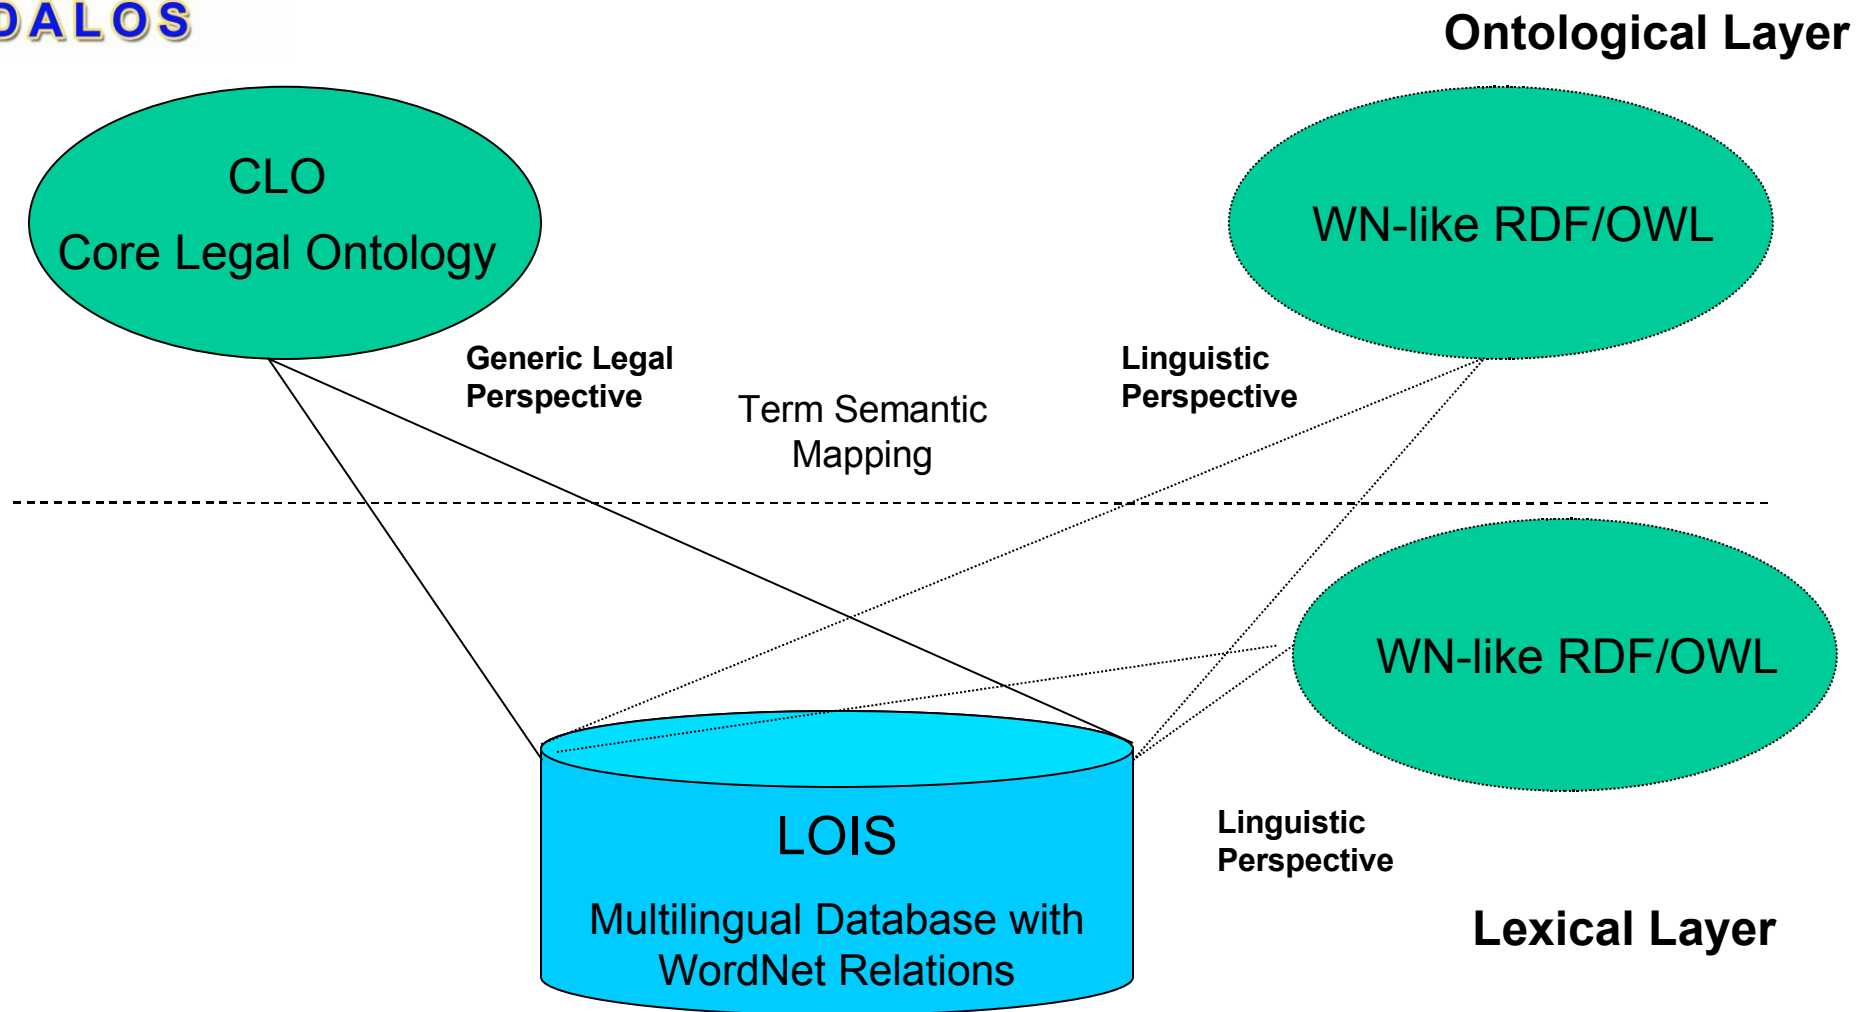 DALOS
Ontological Layer
CLO
Core Legal Ontology
WN-like RDF/OWL
Generic Legal
Perspective
Linguistic
Perspective
Term Semantic
Mapping
WN-like RDF/OWL
LOIS
Multilingual Database with
WordNet Relations
Linguistic
Perspective
Lexical Layer